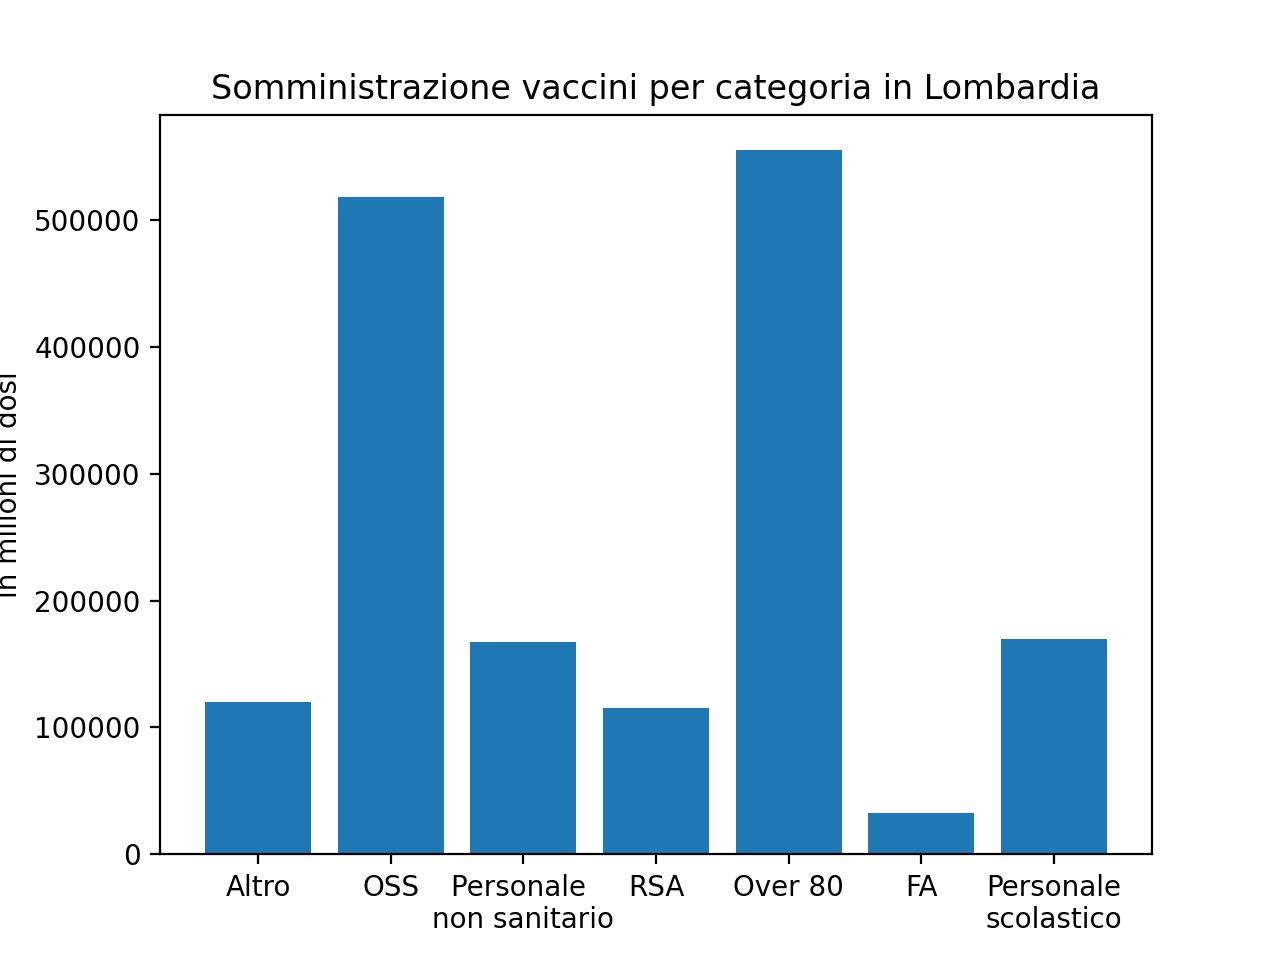 Somministrazione vaccini per categoria in Lombardia
in milioni di dosi
500000
400000
300000
200000
100000
0
Altro OSS Personale RSA Over 80 FA Personale
non sanitario scolastico